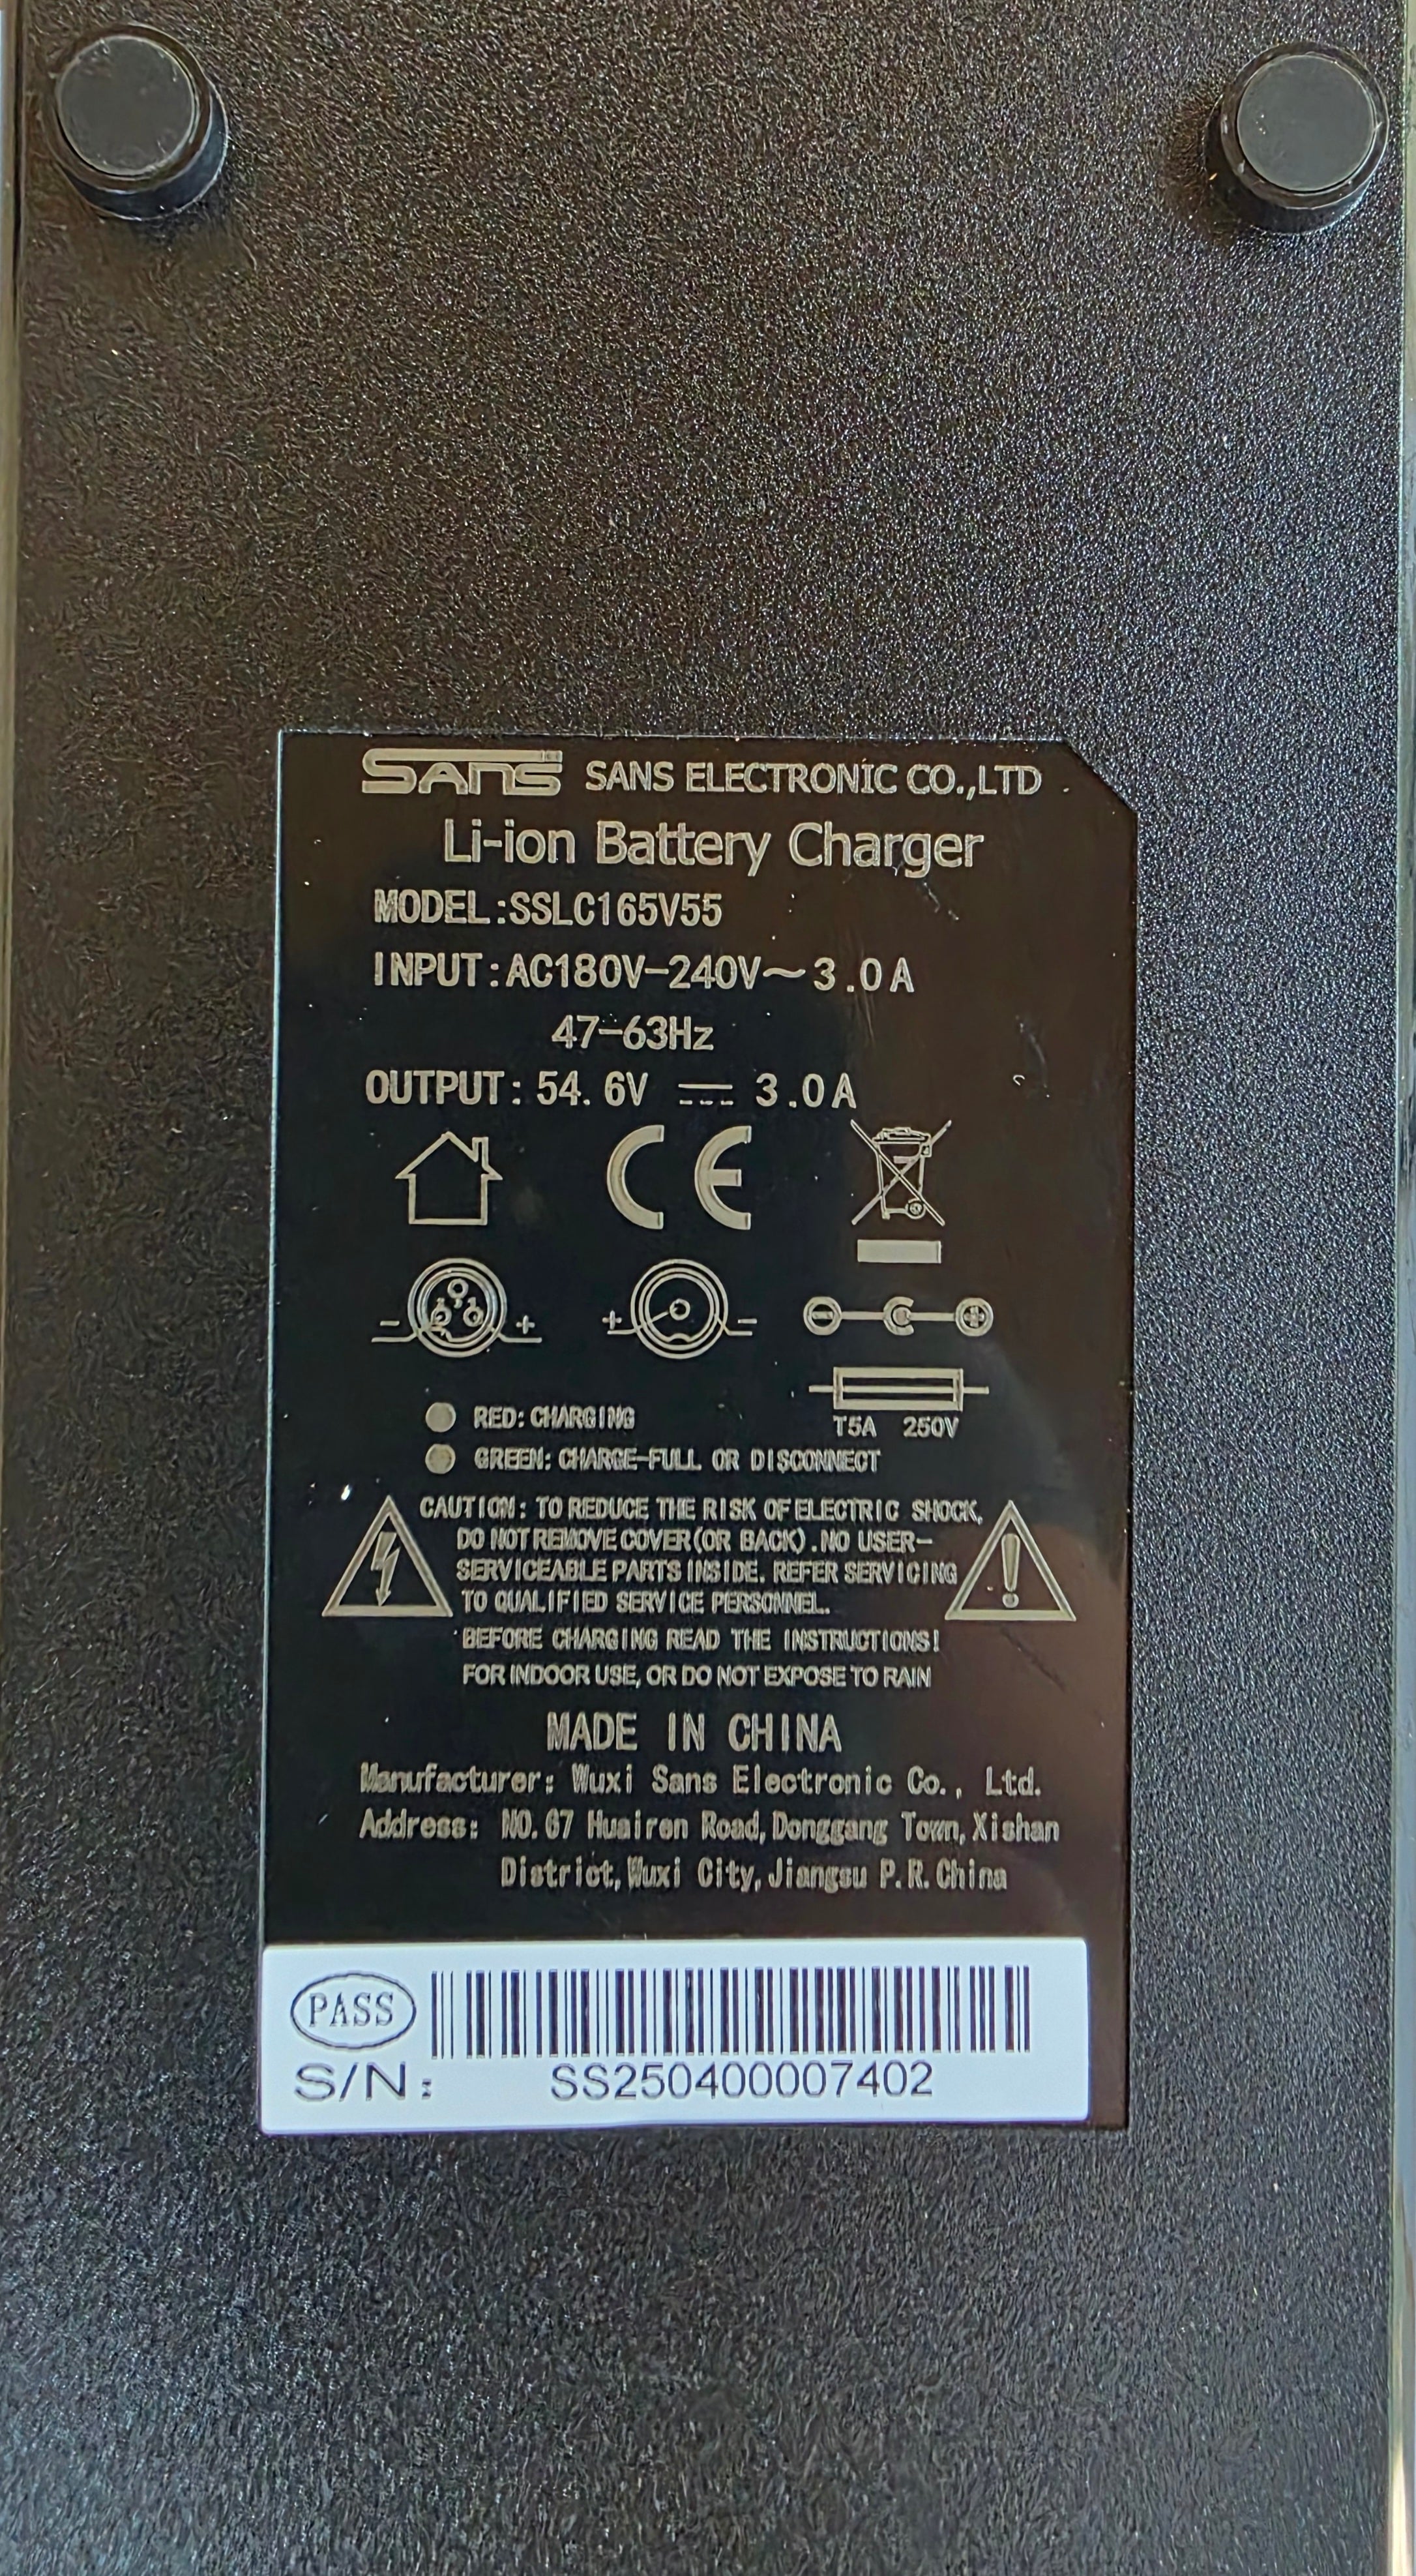 SANS SANS ELECTRONIC CO.,LTD
Li-ion Battery Charger
MODEL:SSLC165V55
INPUT:AC180V-240V～3.0A
47-63Hz
OUTPUT:54.6V ⎓ 3.0A
CE
- +
+ -
T5A 250V
RED: CHARGING
GREEN: CHARGE-FULL OR DISCONNECT
CAUTION: TO REDUCE THE RISK OF ELECTRIC SHOCK,
DO NOT REMOVE COVER(OR BACK).NO USER-
SERVICEABLE PARTS INSIDE. REFER SERVICING
TO QUALIFIED SERVICE PERSONNEL.
BEFORE CHARGING READ THE INSTRUCTIONS!
FOR INDOOR USE, OR DO NOT EXPOSE TO RAIN
MADE IN CHINA
Manufacturer: Wuxi Sans Electronic Co., Ltd.
Address: NO.67 Huairen Road,Donggang Town,Xishan
District,Wuxi City,Jiangsu P.R.China
PASS
S/N: SS250400007402